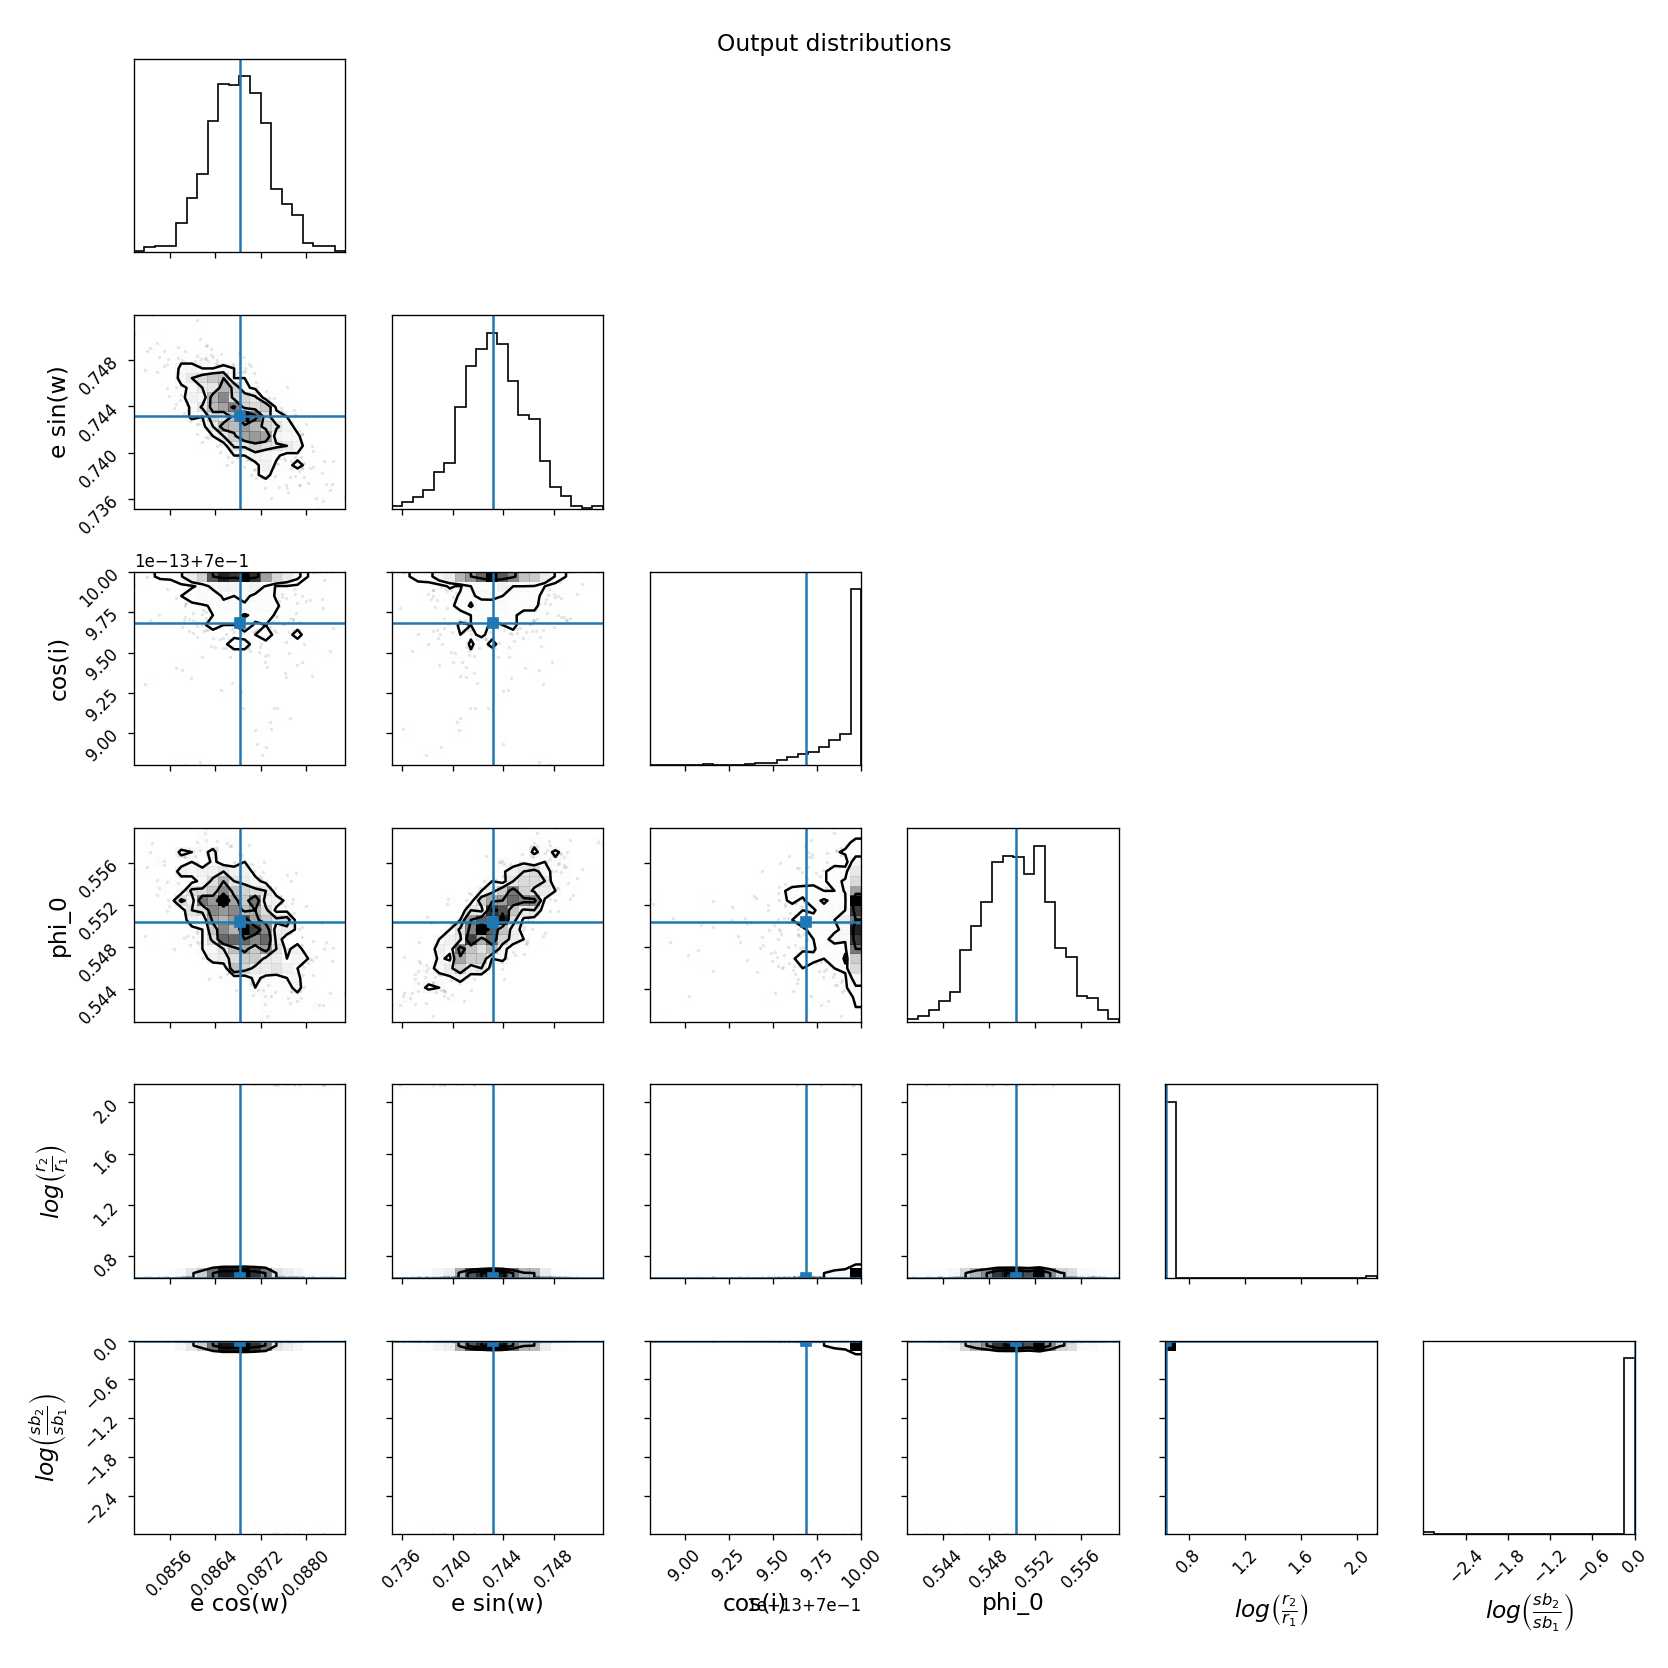 Output distributions
e sin(w)
0.748
0.744
0.740
0.736
1e−13+7e−1
cos(i)
10.00
9.75
9.50
9.25
9.00
phi_0
0.556
0.552
0.548
0.544
log(r2/r1)
2.0
1.6
1.2
0.8
log(sb2/sb1)
0.0
−0.6
−1.2
−1.8
−2.4
0.0856 0.0864 0.0872 0.0880
0.736 0.740 0.744 0.748
9.00 9.25 9.50 9.75 10.00
0.544 0.548 0.552 0.556
0.8 1.2 1.6 2.0
−2.4 −1.8 −1.2 −0.6 0.0
e cos(w)
e sin(w)
cos(i)
1e−13+7e−1
phi_0
log(r2/r1)
log(sb2/sb1)